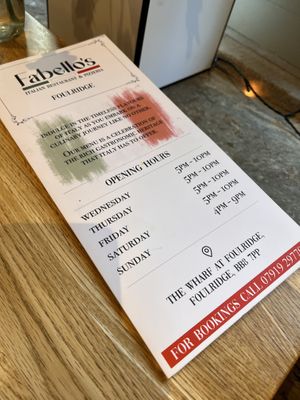 Fabello's
ITALIAN RESTAURANT & PIZZERIA
FOULRIDGE
INDULGE IN THE TIMELESS FLAVOURS
OF ITALY AS YOU EMBARK ON A
CULINARY JOURNEY LIKE NO OTHER.
OUR MENU IS A CELEBRATION OF
THE RICH GASTRONOMIC HERITAGE
THAT ITALY HAS TO OFFER.
OPENING HOURS
WEDNESDAY 5PM - 10PM
THURSDAY 5PM - 10PM
FRIDAY 5PM - 10PM
SATURDAY 5PM - 10PM
SUNDAY 4PM - 9PM
THE WHARF AT FOULRIDGE,
FOULRIDGE, BB8 7PP
FOR BOOKINGS CALL 07919 2977